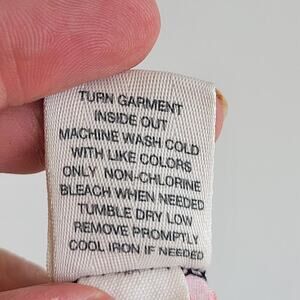 TURN GARMENT
INSIDE OUT
MACHINE WASH COLD
WITH LIKE COLORS
ONLY NON-CHLORINE
BLEACH WHEN NEEDED
TUMBLE DRY LOW
REMOVE PROMPTLY
COOL IRON IF NEEDED